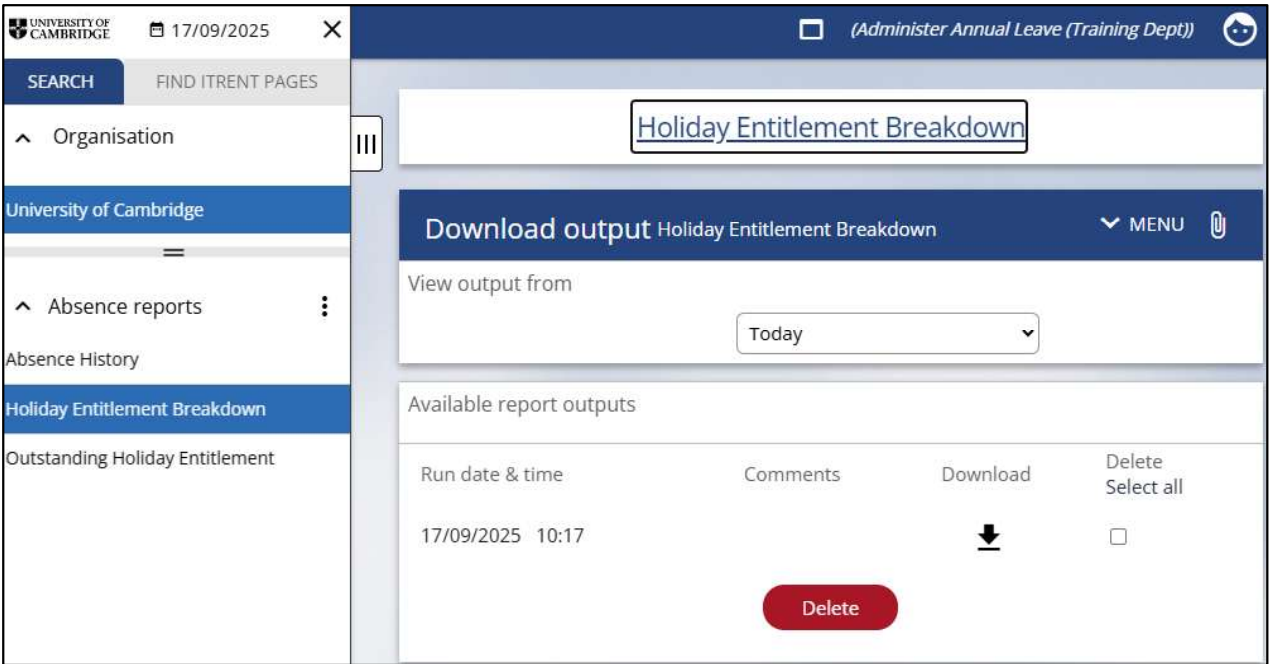 UNIVERSITY OF
CAMBRIDGE
17/09/2025
(Administer Annual Leave (Training Dept))
SEARCH
FIND ITRENT PAGES
Organisation
University of Cambridge
Absence reports
Absence History
Holiday Entitlement Breakdown
Outstanding Holiday Entitlement
Holiday Entitlement Breakdown
Download output Holiday Entitlement Breakdown
MENU
View output from
Today
Available report outputs
Run date & time Comments Download Delete
Select all
17/09/2025 10:17
Delete